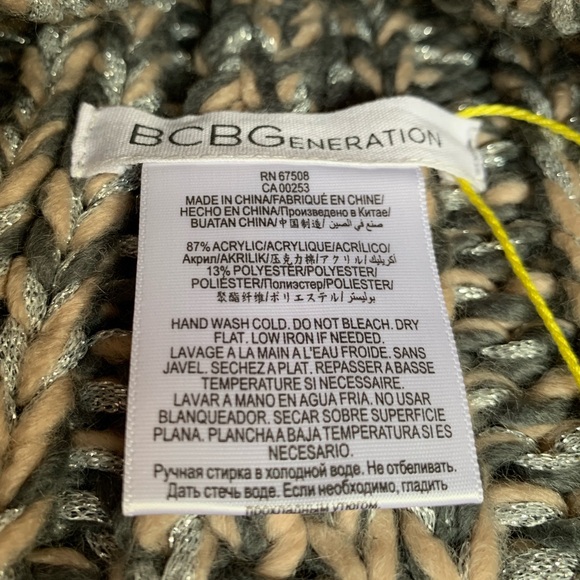 BCBGENERATION
RN 67508
CA 00253
MADE IN CHINA/FABRIQUÉ EN CHINE/
HECHO EN CHINA/Произведено в Китае/
BUATAN CHINA/中国制造/صنع في الصين
87% ACRYLIC/ACRYLIQUE/ACRÍLICO/
Акрил/AKRILIK/压克力棉/アクリル/أكريليك
13% POLYESTER/POLYESTER/
POLIÉSTER/Полиэстер/POLIESTER/
聚酯纤维/ポリエステル/بوليستر
HAND WASH COLD. DO NOT BLEACH. DRY
FLAT. LOW IRON IF NEEDED.
LAVAGE A LA MAIN A L'EAU FROIDE. SANS
JAVEL. SECHEZ A PLAT. REPASSER A BASSE
TEMPERATURE SI NECESSAIRE.
LAVAR A MANO EN AGUA FRIA. NO USAR
BLANQUEADOR. SECAR SOBRE SUPERFICIE
PLANA. PLANCHA A BAJA TEMPERATURA SI ES
NECESARIO.
Ручная стирка в холодной воде. Не отбеливать.
Дать стечь воде. Если необходимо, гладить
прохладным утюгом.